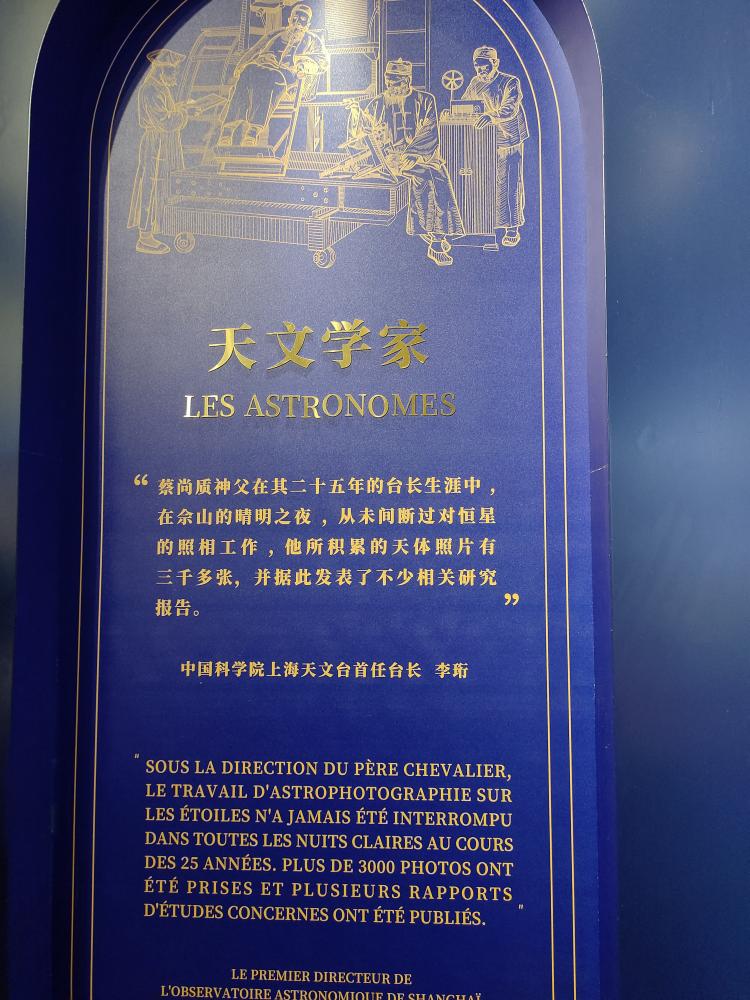 天文学家
LES ASTRONOMES
“蔡尚质神父在其二十五年的台长生涯中，
在佘山的晴明之夜，从未间断过对恒星
的照相工作，他所积累的天体照片有
三千多张，并据此发表了不少相关研究
报告。”
中国科学院上海天文台首任台长 李珩
"SOUS LA DIRECTION DU PÈRE CHEVALIER,
LE TRAVAIL D'ASTROPHOTOGRAPHIE SUR
LES ÉTOILES N'A JAMAIS ÉTÉ INTERROMPU
DANS TOUTES LES NUITS CLAIRES AU COURS
DES 25 ANNÉES. PLUS DE 3000 PHOTOS ONT
ÉTÉ PRISES ET PLUSIEURS RAPPORTS
D'ÉTUDES CONCERNES ONT ÉTÉ PUBLIÉS."
LE PREMIER DIRECTEUR DE
L'OBSERVATOIRE ASTRONOMIQUE DE SHANGHAÏ